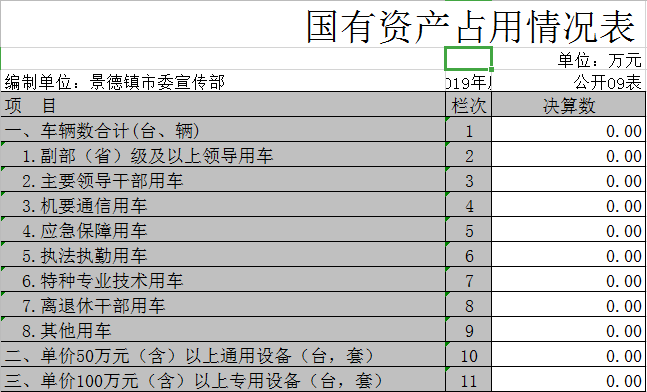 国有资产占用情况表
单位：万元
编制单位：景德镇市委宣传部 019年 公开09表
项 目 栏次 决算数
一、车辆数合计(台、辆) 1 0.00
1.副部（省）级及以上领导用车 2 0.00
2.主要领导干部用车 3 0.00
3.机要通信用车 4 0.00
4.应急保障用车 5 0.00
5.执法执勤用车 6 0.00
6.特种专业技术用车 7 0.00
7.离退休干部用车 8 0.00
8.其他用车 9 0.00
二、单价50万元（含）以上通用设备（台，套） 10 0.00
三、单价100万元（含）以上专用设备（台，套） 11 0.00